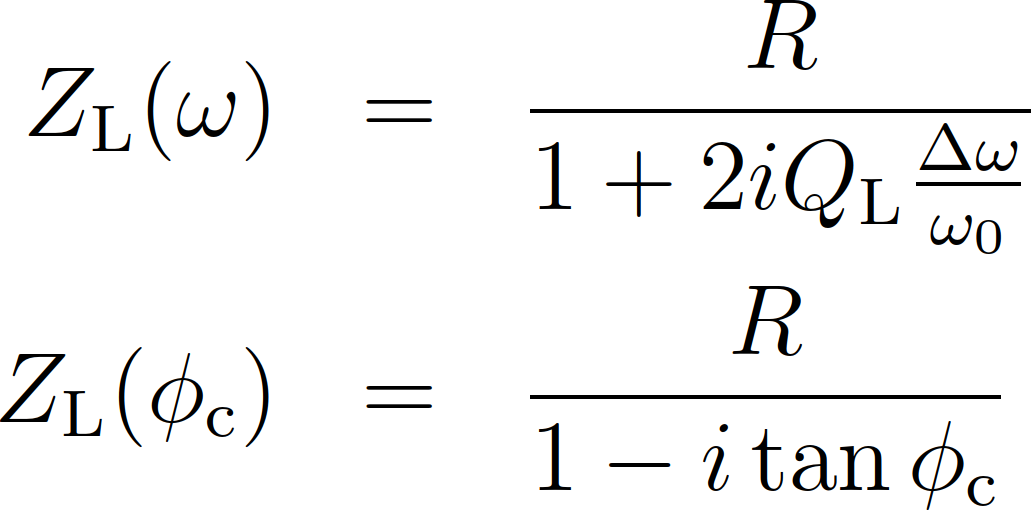 Z_L(ω) = R / (1 + 2iQ_L Δω/ω_0)
Z_L(ϕ_c) = R / (1 − i tan ϕ_c)